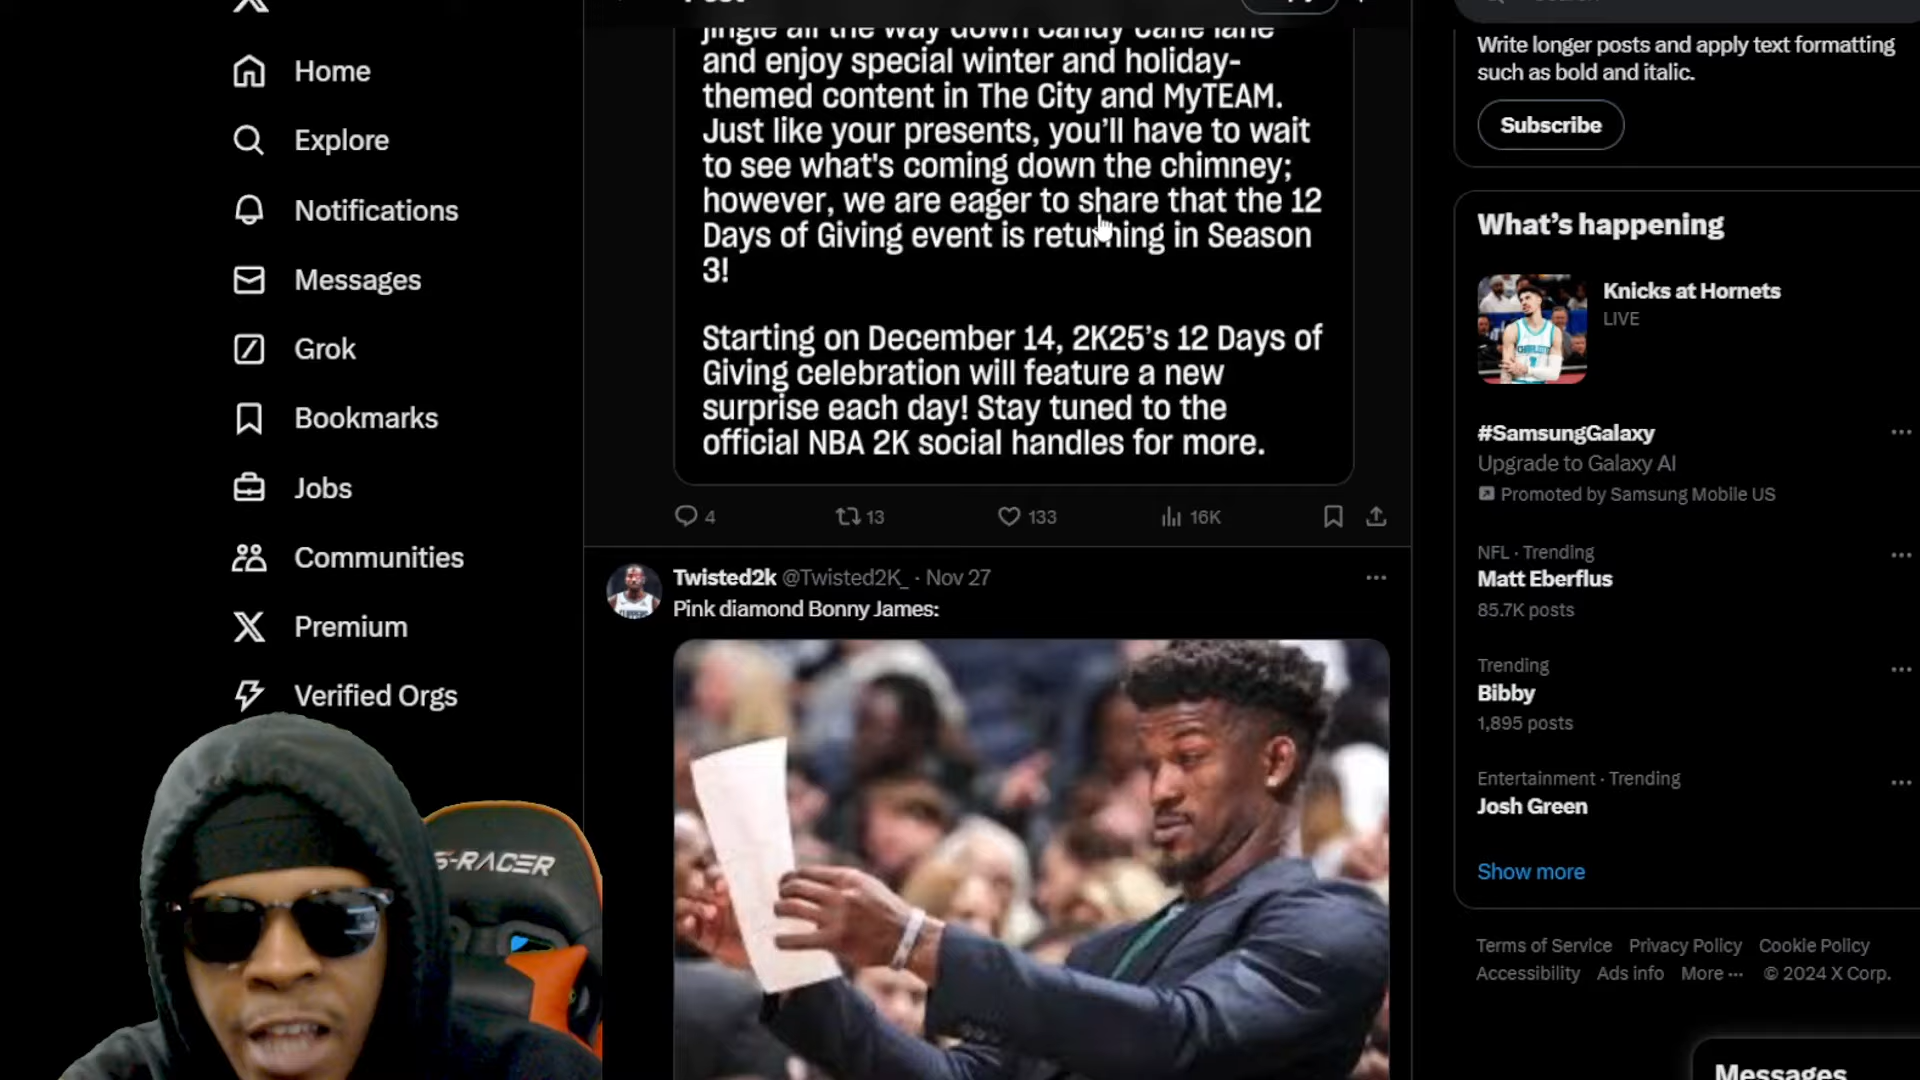 Home
Explore
Notifications
Messages
Grok
Bookmarks
Jobs
Communities
Premium
Verified Orgs
jingle all the way down Candy Cane lane
and enjoy special winter and holiday-
themed content in The City and MyTEAM.
Just like your presents, you'll have to wait
to see what's coming down the chimney;
however, we are eager to share that the 12
Days of Giving event is returning in Season
3!
Starting on December 14, 2K25's 12 Days of
Giving celebration will feature a new
surprise each day! Stay tuned to the
official NBA 2K social handles for more.
4 13 133 16K
Twisted2k @Twisted2K_ · Nov 27
Pink diamond Bonny James:
Write longer posts and apply text formatting
such as bold and italic.
Subscribe
What's happening
Knicks at Hornets
LIVE
#SamsungGalaxy
Upgrade to Galaxy AI
Promoted by Samsung Mobile US
NFL · Trending
Matt Eberflus
85.7K posts
Trending
Bibby
1,895 posts
Entertainment · Trending
Josh Green
Show more
Terms of Service Privacy Policy Cookie Policy
Accessibility Ads info More ··· © 2024 X Corp.
Messages
S-RACER